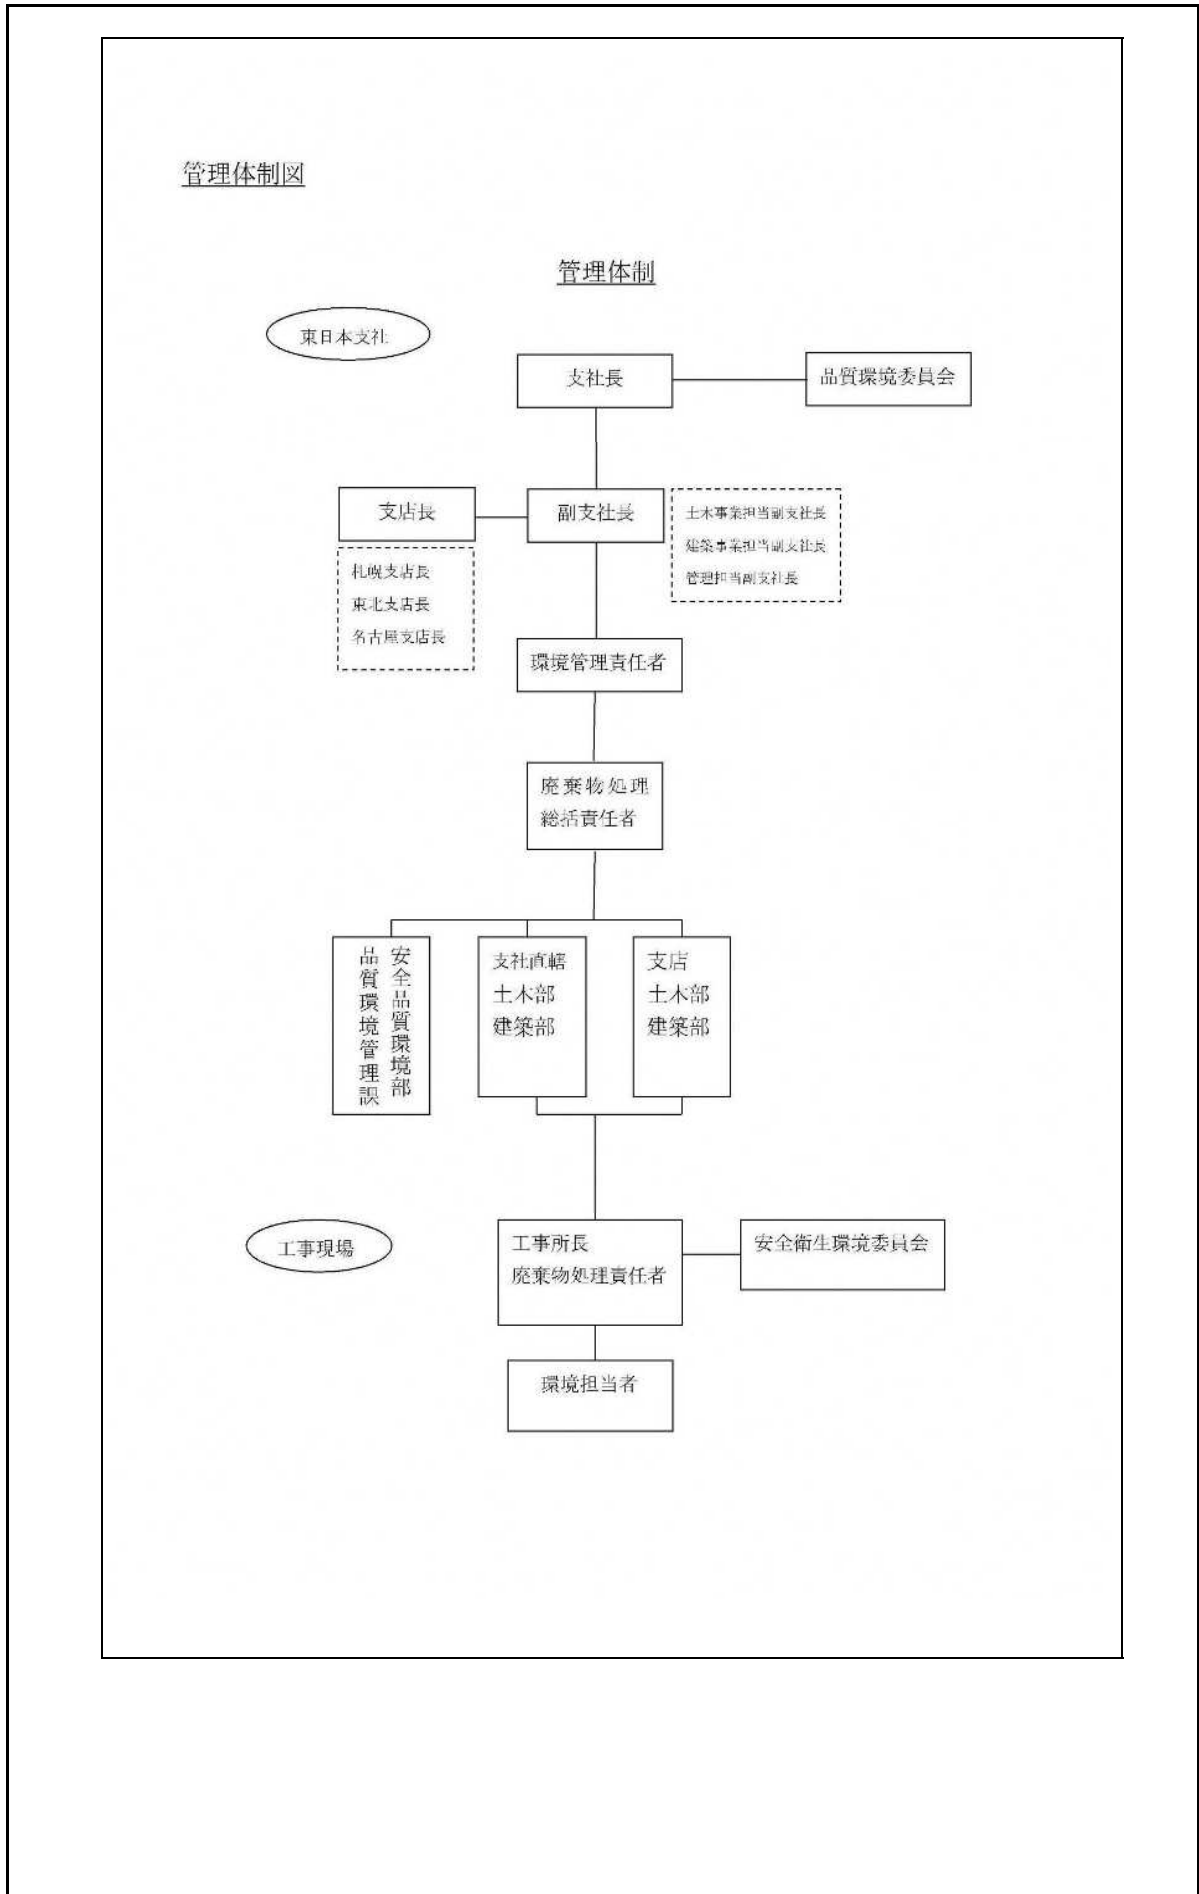 管理体制図
管理体制
東日本支社
支社長
品質環境委員会
支店長
副支社長
土木事業担当副支社長
建築事業担当副支社長
管理担当副支社長
札幌支店長
東北支店長
名古屋支店長
環境管理責任者
廃棄物処理
総括責任者
安全品質環境部
品質環境管理課
支社直轄
土木部
建築部
支店
土木部
建築部
工事現場
工事所長
廃棄物処理責任者
安全衛生環境委員会
環境担当者